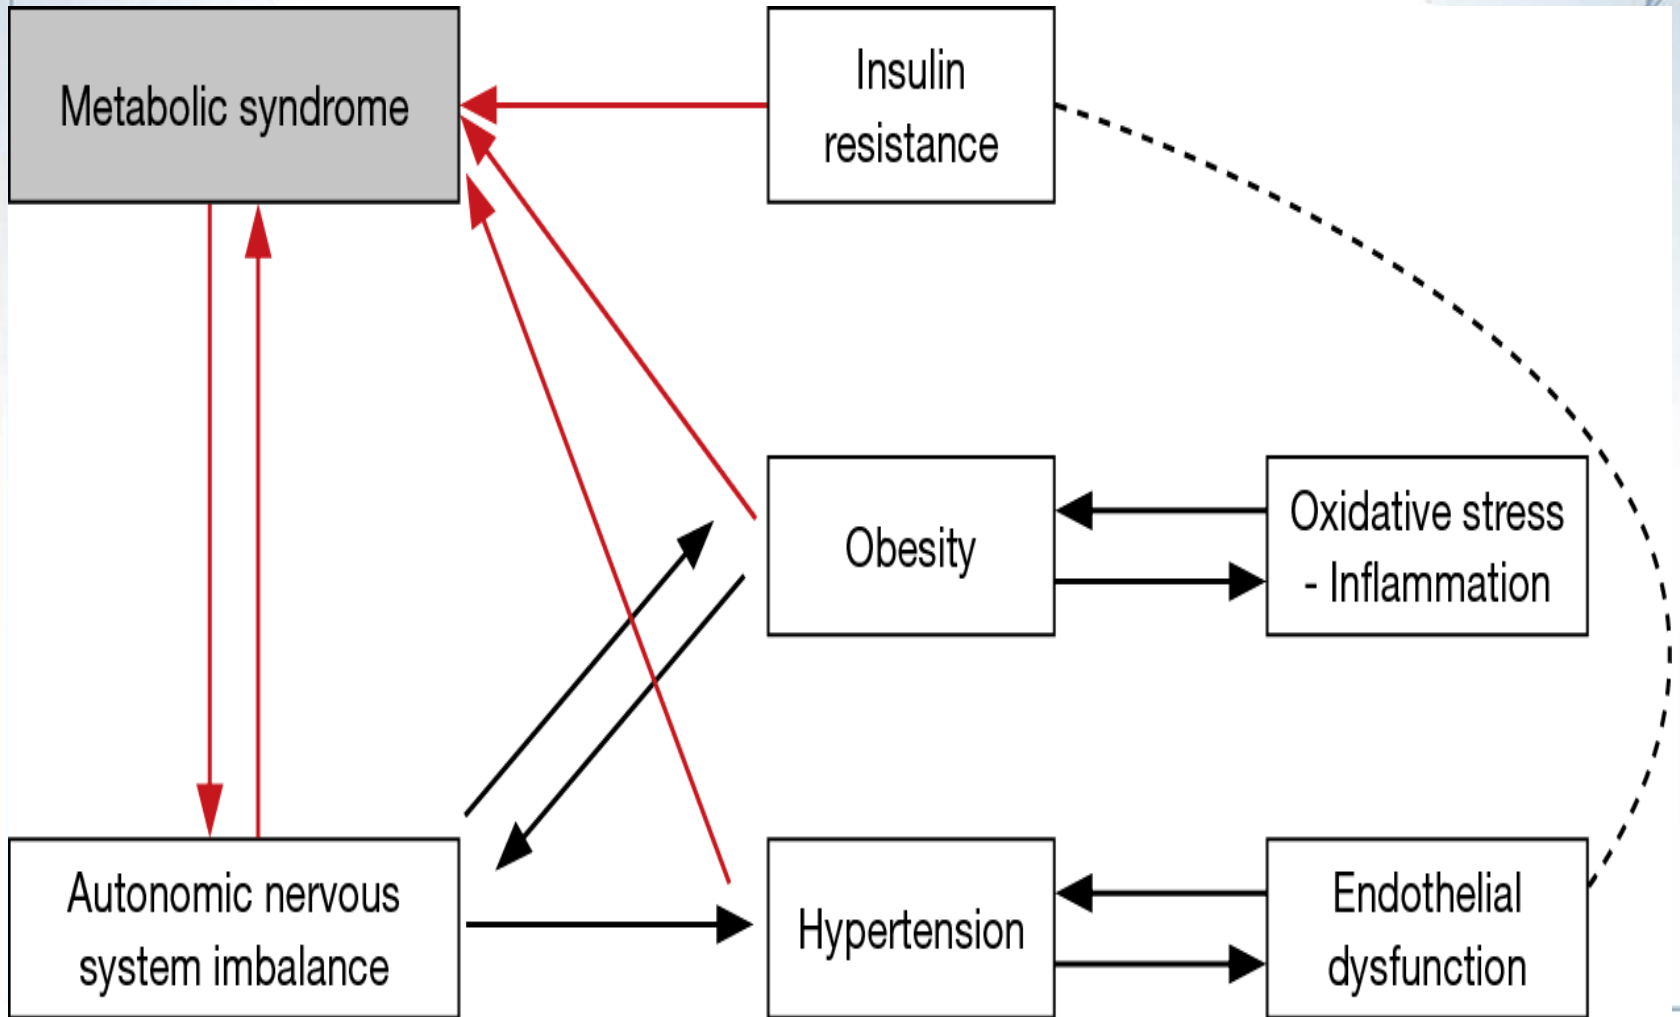 Metabolic syndrome
Insulin
resistance
Obesity
Oxidative stress
- Inflammation
Autonomic nervous
system imbalance
Hypertension
Endothelial
dysfunction